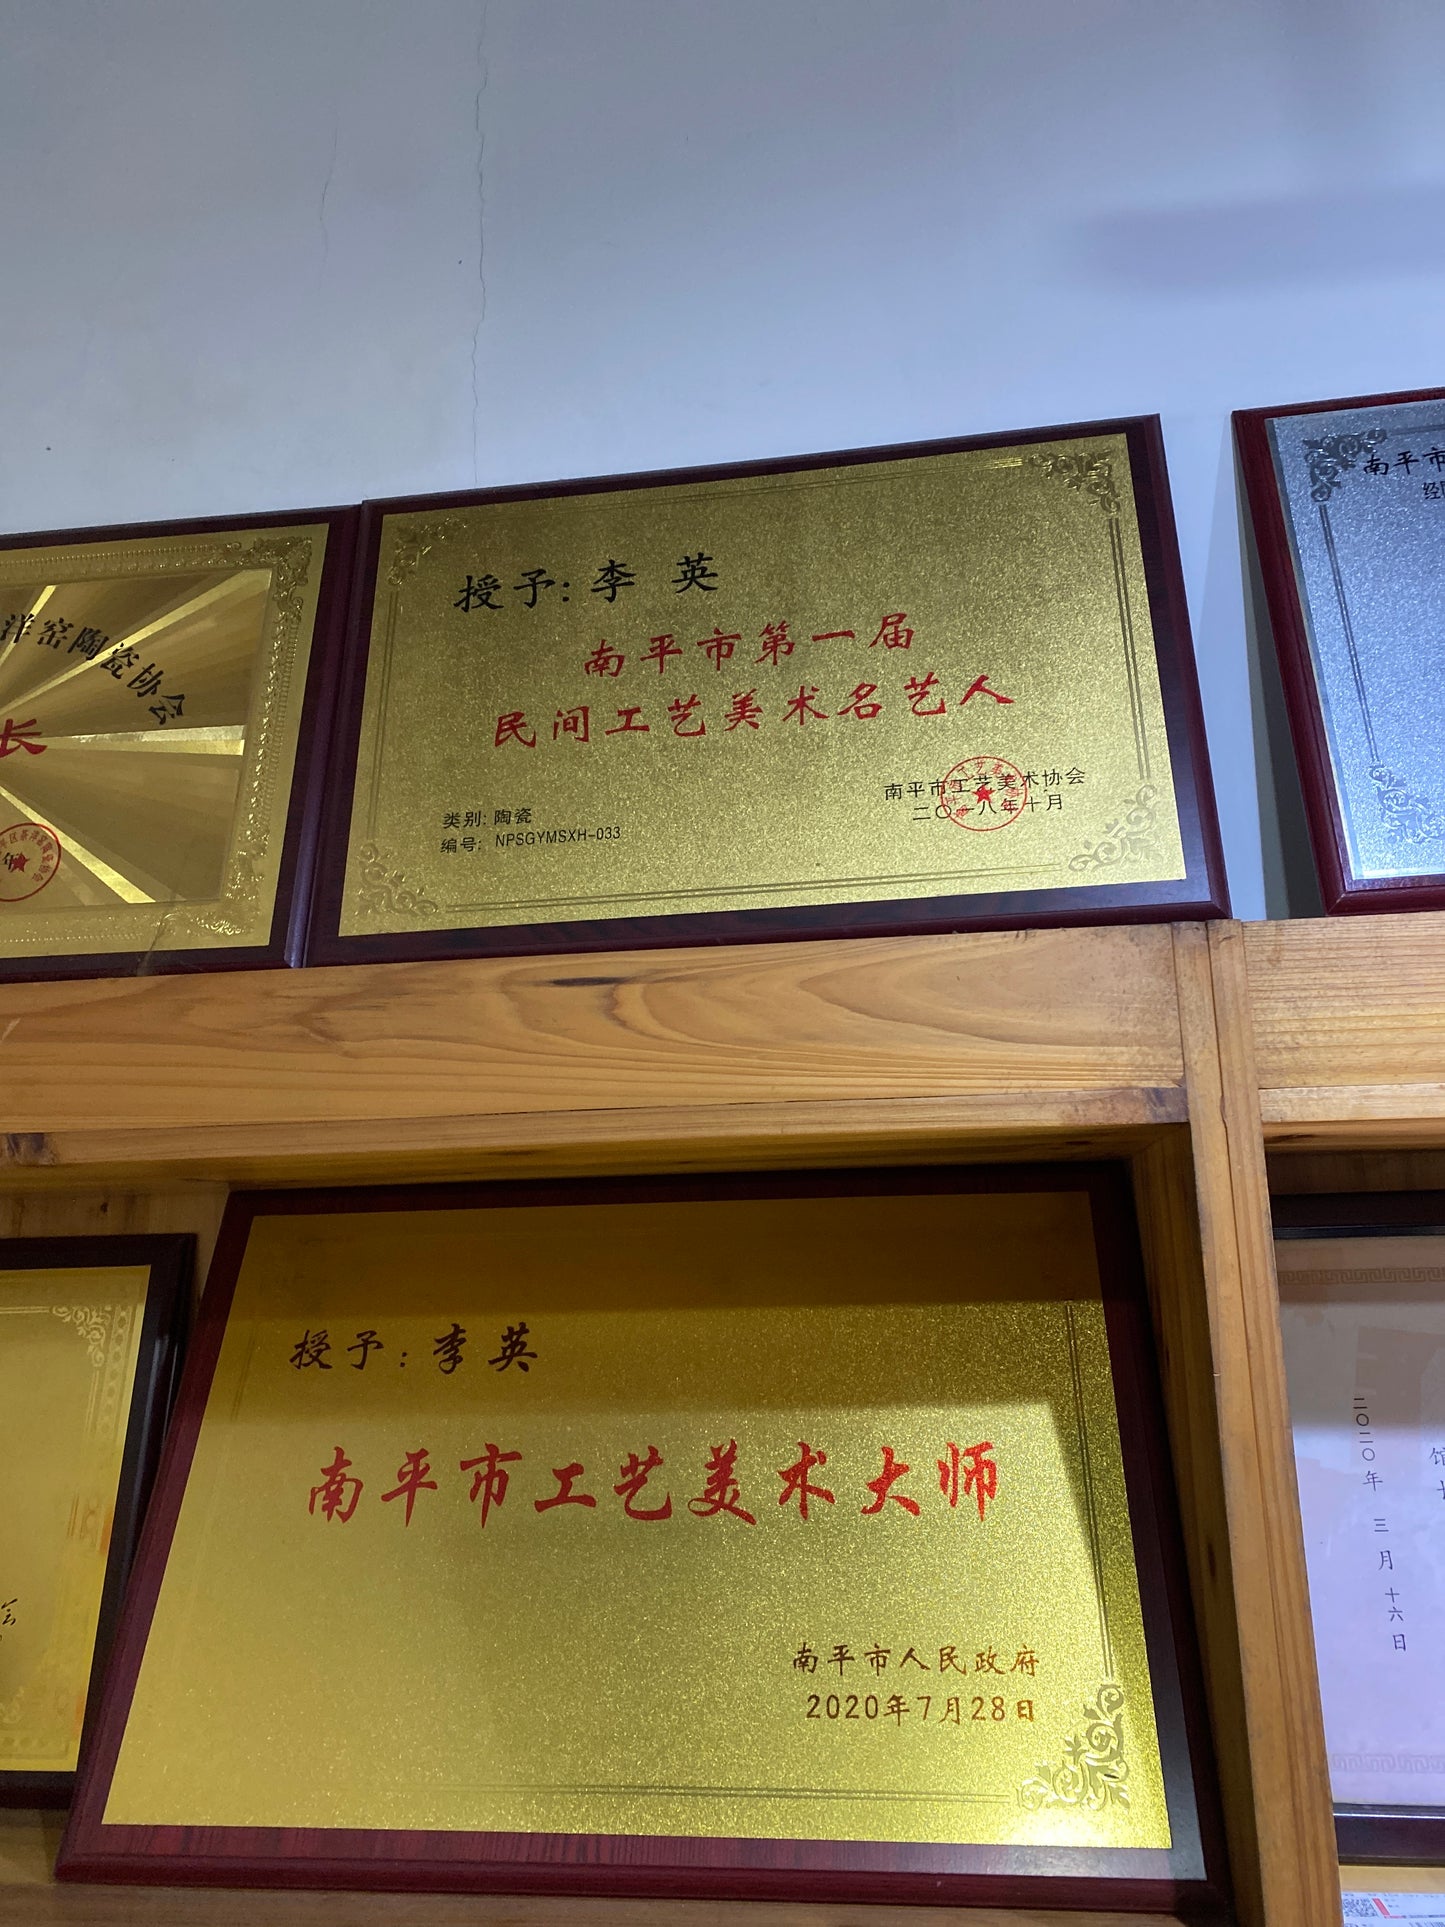 洋窑陶瓷协会
长
授予:李 英
南平市第一届
民间工艺美术名艺人
类别:陶瓷
编号: NPSGYMSXH-033
南平市工艺美术协会
二〇一八年十月
南平市
授予:李英
南平市工艺美术大师
南平市人民政府
2020年7月28日
会
馆
二〇二〇年 三月十六日